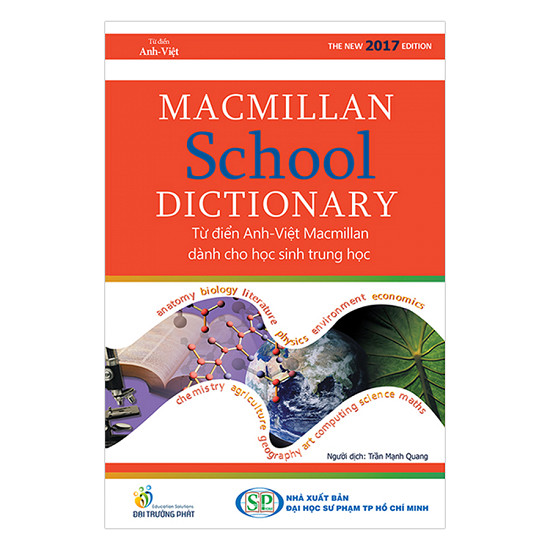 Từ điển
Anh-Việt
THE NEW 2017 EDITION
MACMILLAN
School
DICTIONARY
Từ điển Anh-Việt Macmillan
dành cho học sinh trung học
anatomy biology literature physics environment economics
chemistry agriculture geography art computing science maths
Người dịch: Trần Mạnh Quang
Education Solutions
ĐẠI TRƯỜNG PHÁT
SP
NHÀ XUẤT BẢN
ĐẠI HỌC SƯ PHẠM TP HỒ CHÍ MINH